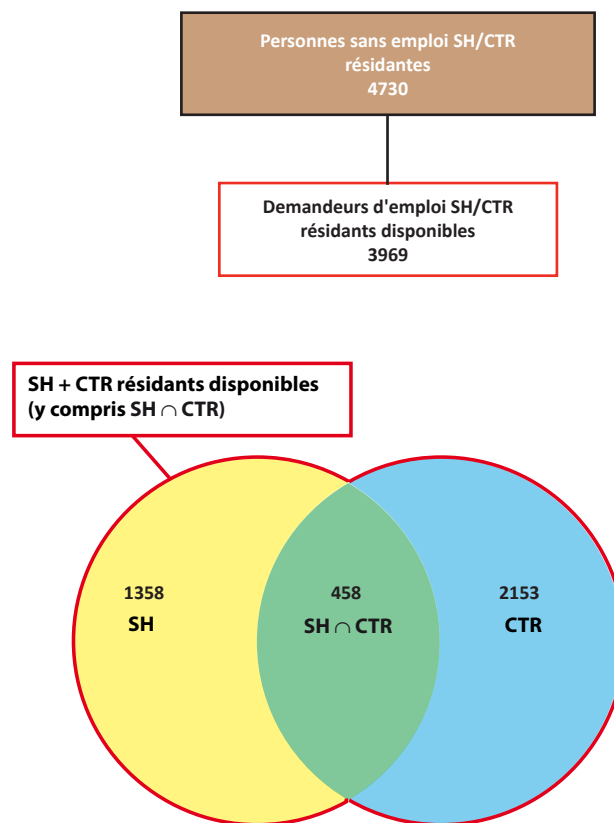 Personnes sans emploi SH/CTR
résidantes
4730
Demandeurs d'emploi SH/CTR
résidants disponibles
3969
SH + CTR résidants disponibles
(y compris SH ∩ CTR)
1358
SH
458
SH ∩ CTR
2153
CTR